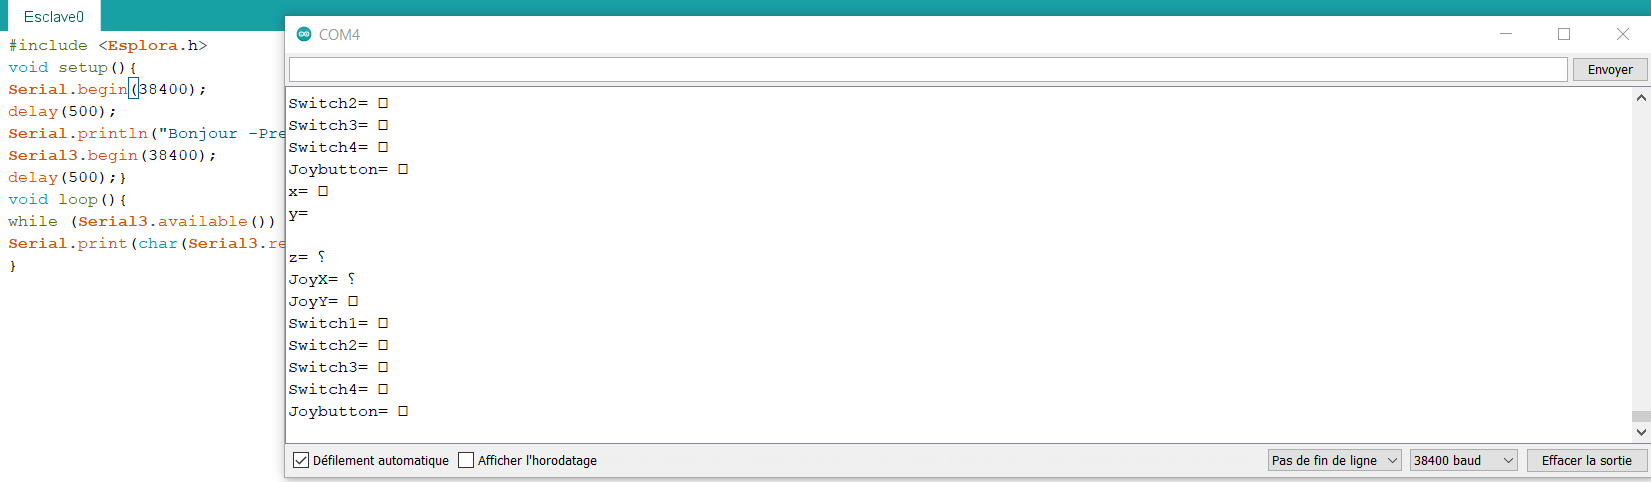 Esclave0
#include <Esplora.h>
void setup(){
Serial.begin(38400);
delay(500);
Serial.println("Bonjour -Pre
Serial3.begin(38400);
delay(500);}
void loop(){
while (Serial3.available())
Serial.print(char(Serial3.re
}
COM4
Envoyer
Switch2= □
Switch3= □
Switch4= □
Joybutton= □
x= □
y=
z= ⸮
JoyX= ⸮
JoyY= □
Switch1= □
Switch2= □
Switch3= □
Switch4= □
Joybutton= □
Défilement automatique
Afficher l'horodatage
Pas de fin de ligne
38400 baud
Effacer la sortie